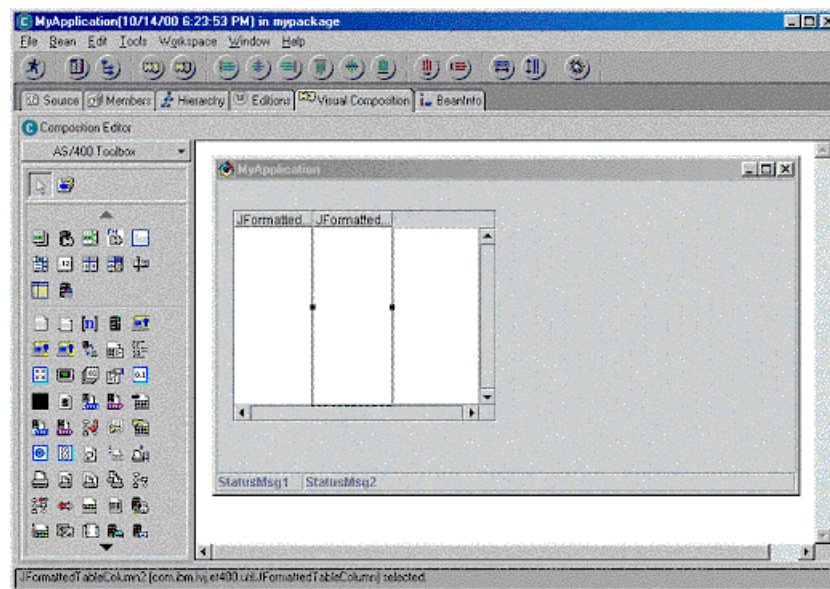 MyApplication(10/14/00 6:23:53 PM) in mypackage
File Bean Edit Tools Workspace Window Help
Source Members Hierarchy Editions Visual Composition BeanInfo
Composition Editor
AS/400 Toolbox
MyApplication
JFormatted... JFormatted...
StatusMsg1 StatusMsg2
JFormattedTableColumn2 [com.ibm.ivj.et400.util.JFormattedTableColumn] selected.